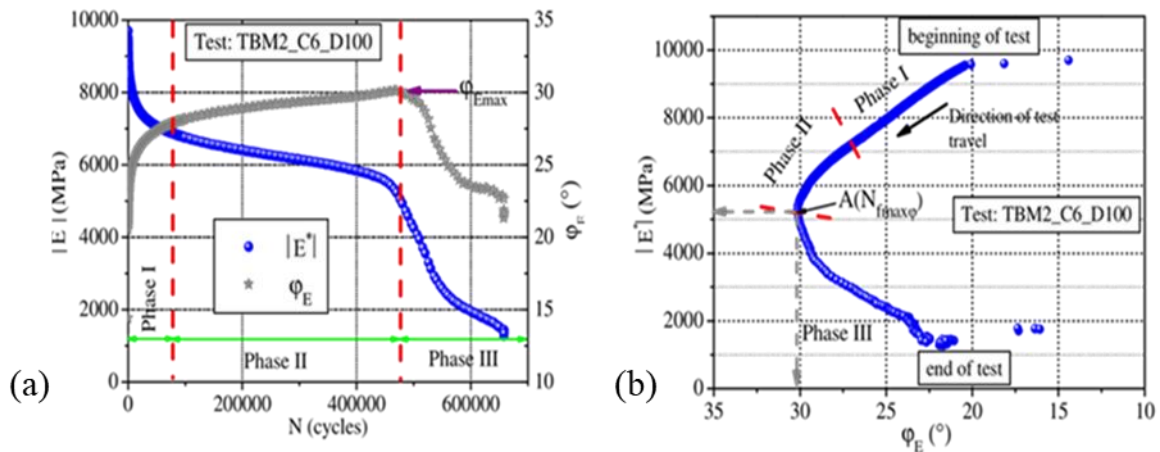 10000
8000
6000
4000
2000
0
|E*| (MPa)
Test: TBM2_C6_D100
φEmax
|E*|
φE
Phase I
Phase II
Phase III
35
30
25
20
15
10
φE (°)
0
200000
400000
600000
N (cycles)
(a)
10000
8000
6000
4000
2000
0
|E*| (MPa)
beginning of test
Phase I
Phase II
Direction of test
travel
A(Nfmaxφ)
Test: TBM2_C6_D100
Phase III
end of test
35
30
25
20
15
10
φE (°)
(b)